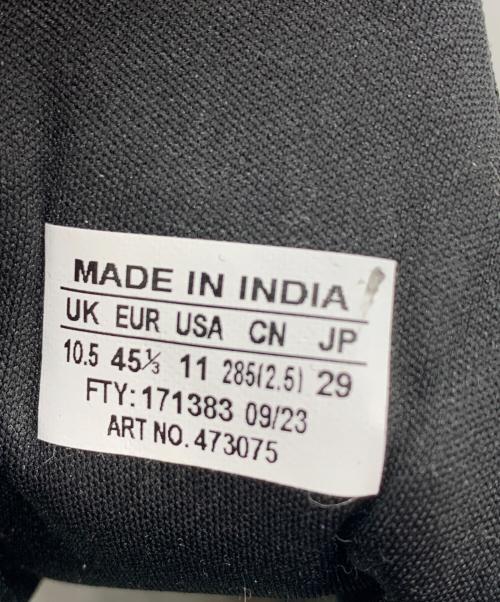 MADE IN INDIA
UK EUR USA CN JP
10.5 45⅓ 11 285(2.5) 29
FTY: 171383 09/23
ART NO. 473075